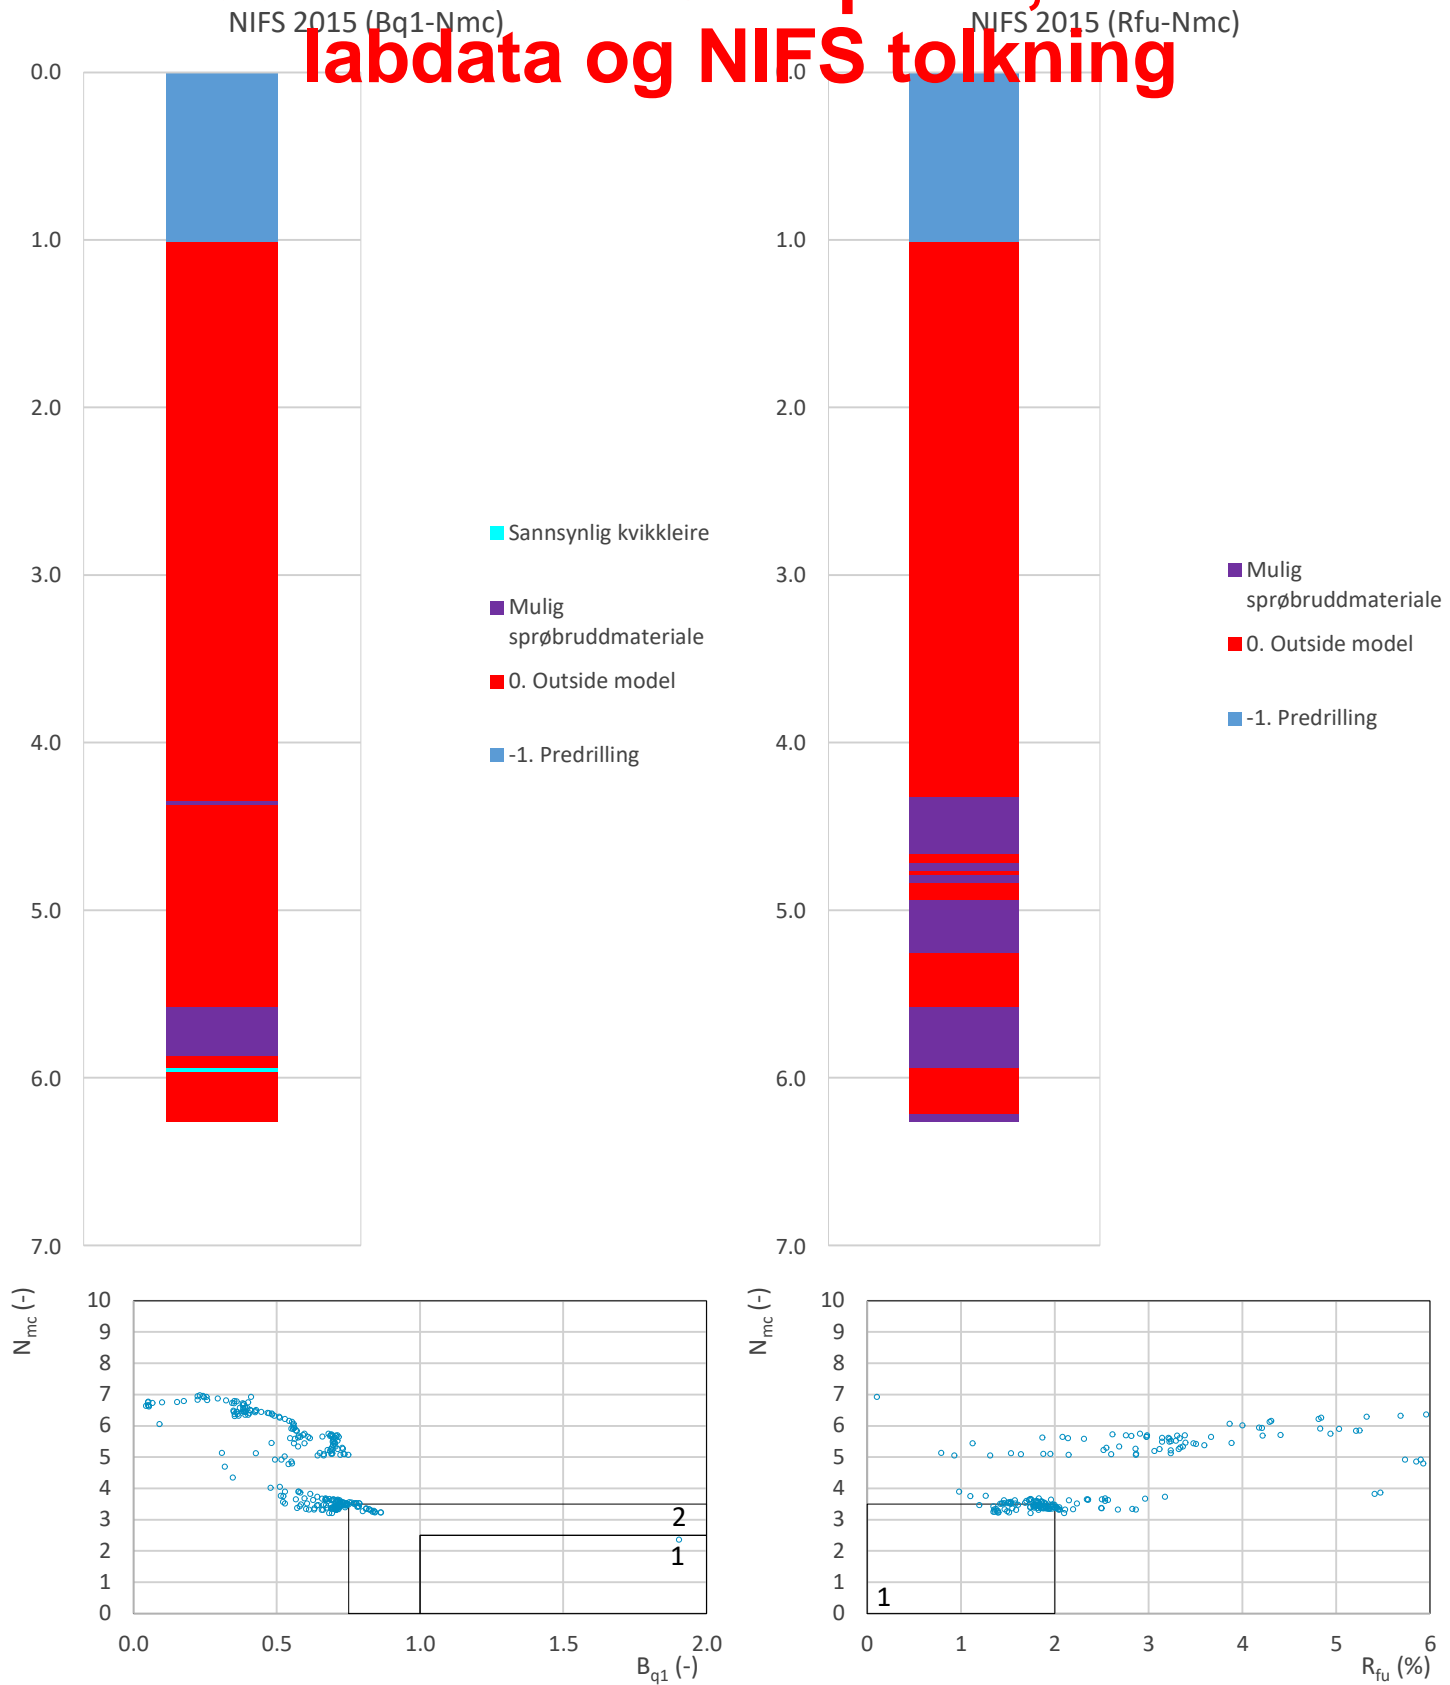 NIFS 2015 (Bq1-Nmc)
NIFS 2015 (Rfu-Nmc)
labdata og NIFS tolkning
0.0
1.0
2.0
3.0
4.0
5.0
6.0
7.0
Sannsynlig kvikkleire
Mulig
sprøbruddmateriale
0. Outside model
-1. Predrilling
1.0
2.0
3.0
4.0
5.0
6.0
7.0
Mulig
sprøbruddmateriale
0. Outside model
-1. Predrilling
Nmc (-)
10
9
8
7
6
5
4
3
2
1
0
2
1
0.0 0.5 1.0 1.5 2.0
Bq1 (-)
Nmc (-)
10
9
8
7
6
5
4
3
2
1
0
1
0 1 2 3 4 5 6
Rfu (%)